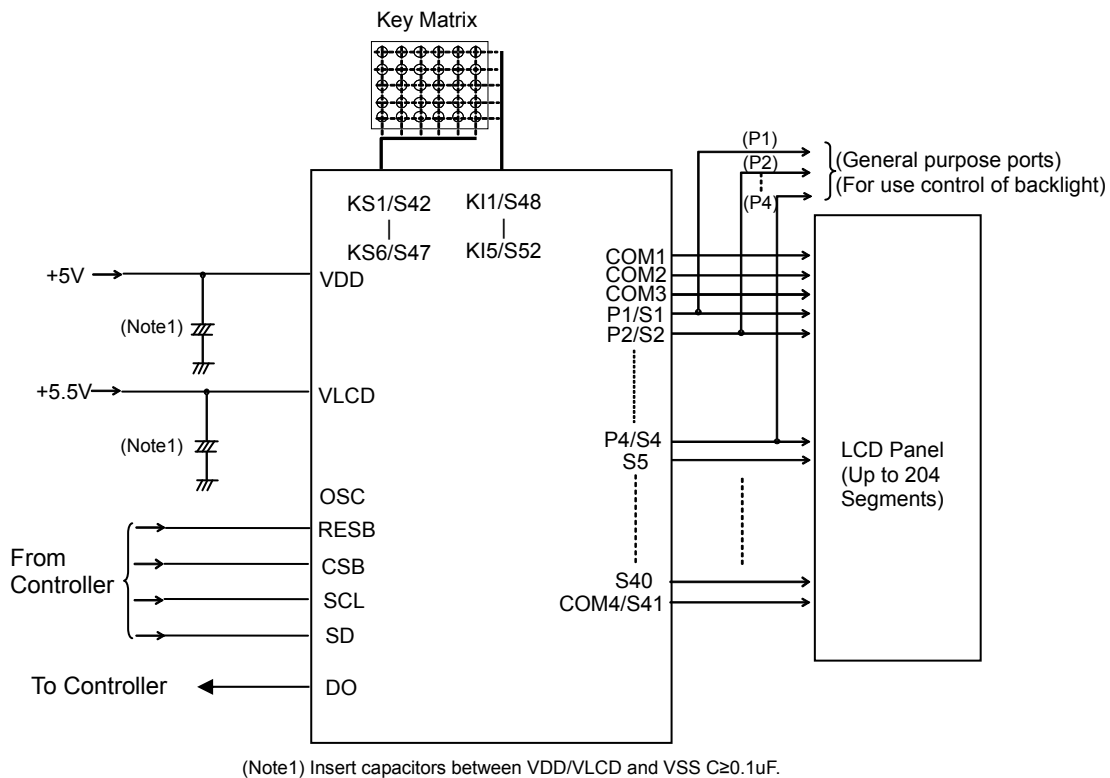 Key Matrix
(P1)
(P2)
(P4)
(General purpose ports)
(For use control of backlight)
KS1/S42
KI1/S48
KS6/S47
KI5/S52
COM1
COM2
COM3
P1/S1
P2/S2
P4/S4
S5
S40
COM4/S41
+5V
VDD
(Note1)
+5.5V
VLCD
(Note1)
OSC
RESB
CSB
SCL
SD
DO
From
Controller
To Controller
LCD Panel
(Up to 204
Segments)
(Note1) Insert capacitors between VDD/VLCD and VSS C≥0.1uF.